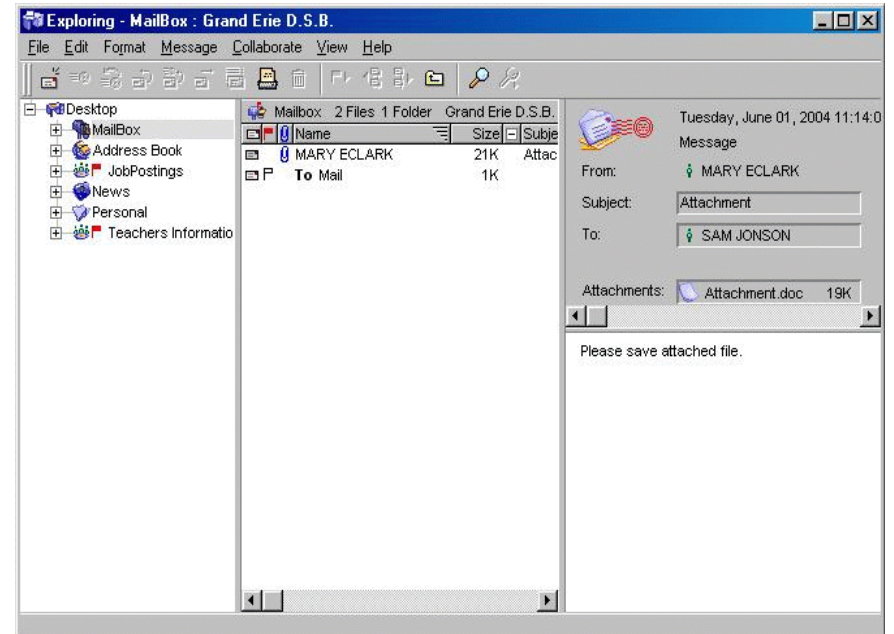 Exploring - MailBox : Grand Erie D.S.B.
File Edit Format Message Collaborate View Help
Desktop
MailBox
Address Book
JobPostings
News
Personal
Teachers Informatio
Mailbox 2 Files 1 Folder Grand Erie D.S.B.
Name Size Subje
MARY ECLARK 21K Attac
To Mail 1K
Tuesday, June 01, 2004 11:14:0
Message
From: MARY ECLARK
Subject: Attachment
To: SAM JONSON
Attachments: Attachment.doc 19K
Please save attached file.